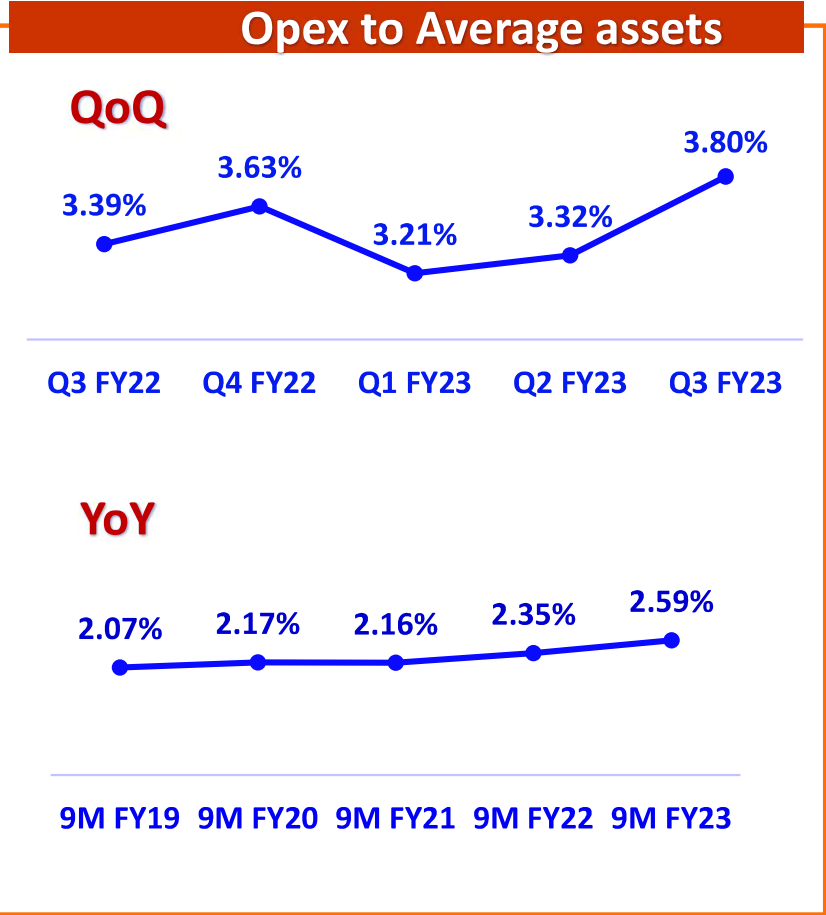 Opex to Average assets
QoQ
3.39% 3.63% 3.21% 3.32% 3.80%
Q3 FY22 Q4 FY22 Q1 FY23 Q2 FY23 Q3 FY23
YoY
2.07% 2.17% 2.16% 2.35% 2.59%
9M FY19 9M FY20 9M FY21 9M FY22 9M FY23